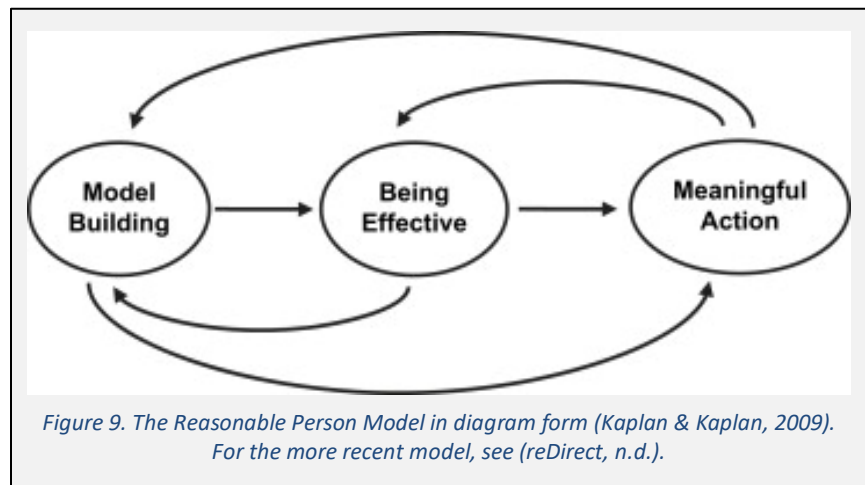 Model
Building
Being
Effective
Meaningful
Action
Figure 9. The Reasonable Person Model in diagram form (Kaplan & Kaplan, 2009).
For the more recent model, see (reDirect, n.d.).